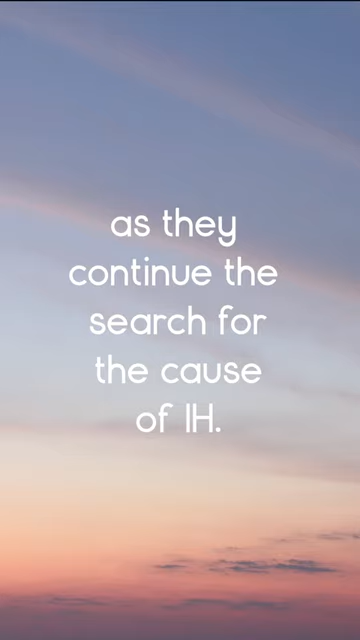 as they
continue the
search for
the cause
of IH.